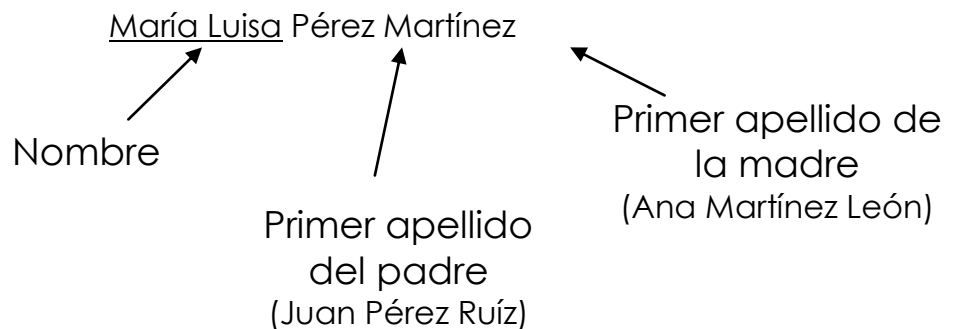 María Luisa Pérez Martínez
Nombre
Primer apellido
del padre
(Juan Pérez Ruíz)
Primer apellido de
la madre
(Ana Martínez León)